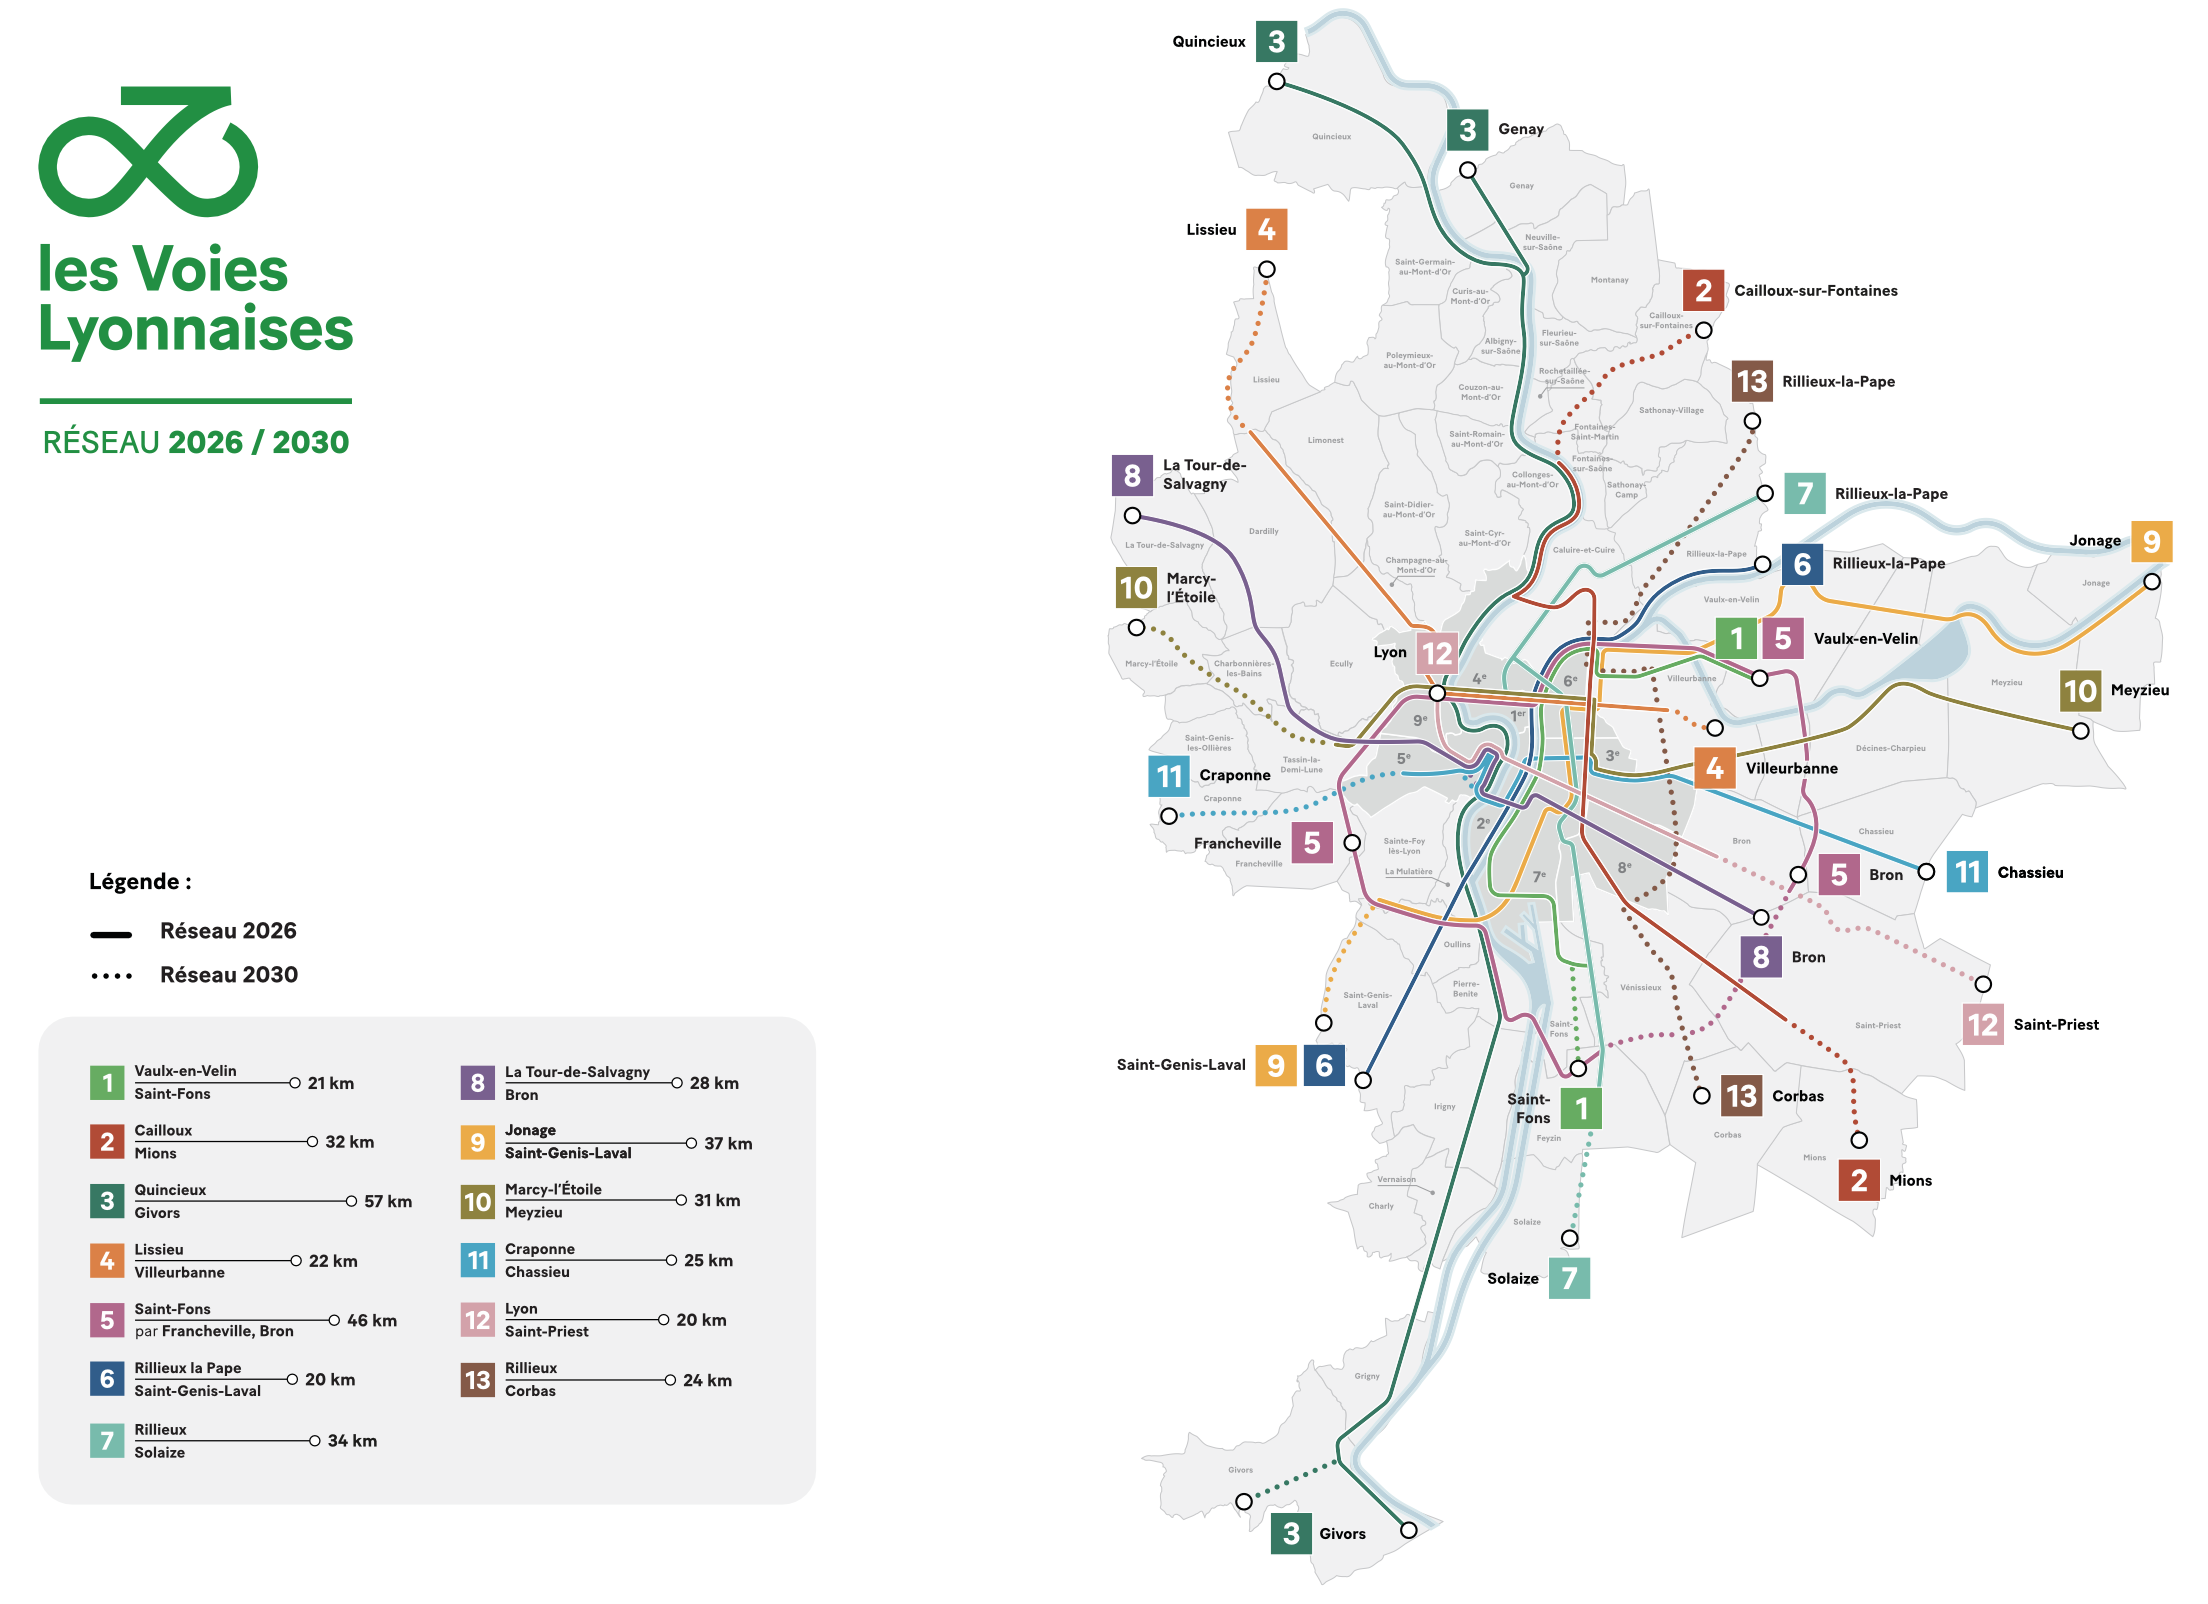 les Voies
Lyonnaises
RÉSEAU 2026 / 2030
Légende :
Réseau 2026
Réseau 2030
1
Vaulx-en-Velin
Saint-Fons
21 km
2
Cailloux
Mions
32 km
3
Quincieux
Givors
57 km
4
Lissieu
Villeurbanne
22 km
5
Saint-Fons
par Francheville, Bron
46 km
6
Rillieux la Pape
Saint-Genis-Laval
20 km
7
Rillieux
Solaize
34 km
8
La Tour-de-Salvagny
Bron
28 km
9
Jonage
Saint-Genis-Laval
37 km
10
Marcy-l'Étoile
Meyzieu
31 km
11
Craponne
Chassieu
25 km
12
Lyon
Saint-Priest
20 km
13
Rillieux
Corbas
24 km
Quincieux 3
Quincieux
3 Genay
Genay
Lissieu 4
Neuville-
sur-Saône
Saint-Germain-
au-Mont-d'Or
Montanay
Curis-au-
Mont-d'Or
2 Cailloux-sur-Fontaines
Cailloux-
sur-Fontaines
Fleurieu-
sur-Saône
Albigny-
sur-Saône
Poleymieux-
au-Mont-d'Or
Rochetaillée-
sur-Saône
Lissieu
Couzon-au-
Mont-d'Or
13 Rillieux-la-Pape
Sathonay-Village
Limonest
Saint-Romain-
au-Mont-d'Or
Fontaines-
Saint-Martin
Fontaines-
sur-Saône
8 La Tour-de-
Salvagny
Collonges-
au-Mont-d'Or
Sathonay-
Camp
7 Rillieux-la-Pape
Saint-Didier-
au-Mont-d'Or
Dardilly
La Tour-de-Salvagny
Saint-Cyr-
au-Mont-d'Or
Caluire-et-Cuire
Rillieux-la-Pape
Jonage 9
Jonage
Champagne-au-
Mont-d'Or
6 Rillieux-la-Pape
10 Marcy-
l'Étoile
Vaulx-en-Velin
1 5 Vaulx-en-Velin
Lyon 12
Marcy-l'Étoile
Charbonnières-
les-Bains
Ecully
4e
6e
Villeurbanne
Meyzieu
10 Meyzieu
9e
1er
Saint-Genis-
les-Ollières
Tassin-la-
Demi-Lune
5e
3e
Décines-Charpieu
4 Villeurbanne
11 Craponne
Craponne
2e
Francheville 5
Francheville
Sainte-Foy
lès-Lyon
La Mulatière
Bron
Chassieu
7e
8e
5 Bron
11 Chassieu
Oullins
8 Bron
Saint-Genis-
Laval
Pierre-
Benite
Vénissieux
Saint-
Fons
Saint-Priest
12 Saint-Priest
Saint-Genis-Laval 9 6
Irigny
Saint-
Fons
1
Feyzin
13 Corbas
Corbas
Mions
2 Mions
Vernaison
Charly
Solaize
Solaize 7
Grigny
Givors
3 Givors